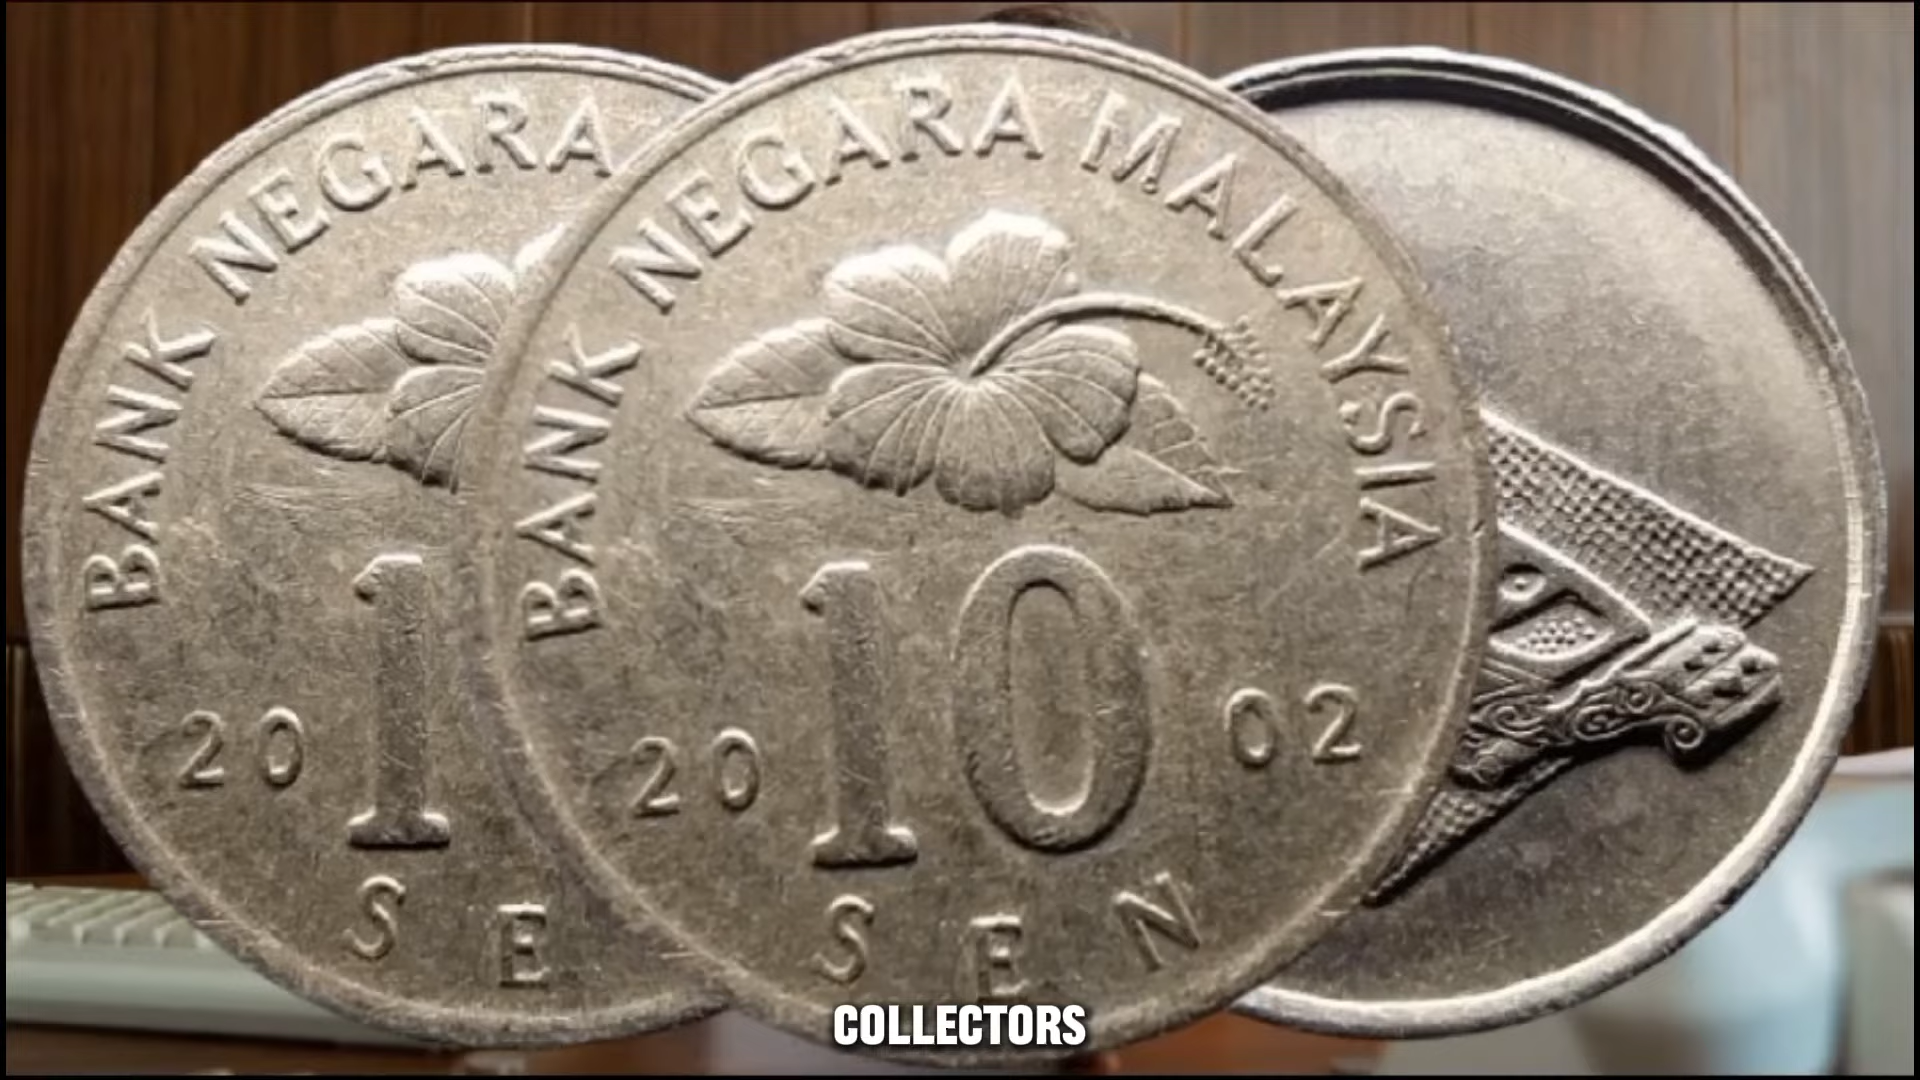 BANK NEGARA
1
20
S E
BANK NEGARA MALAYSIA
10
20 02
S E N
COLLECTORS